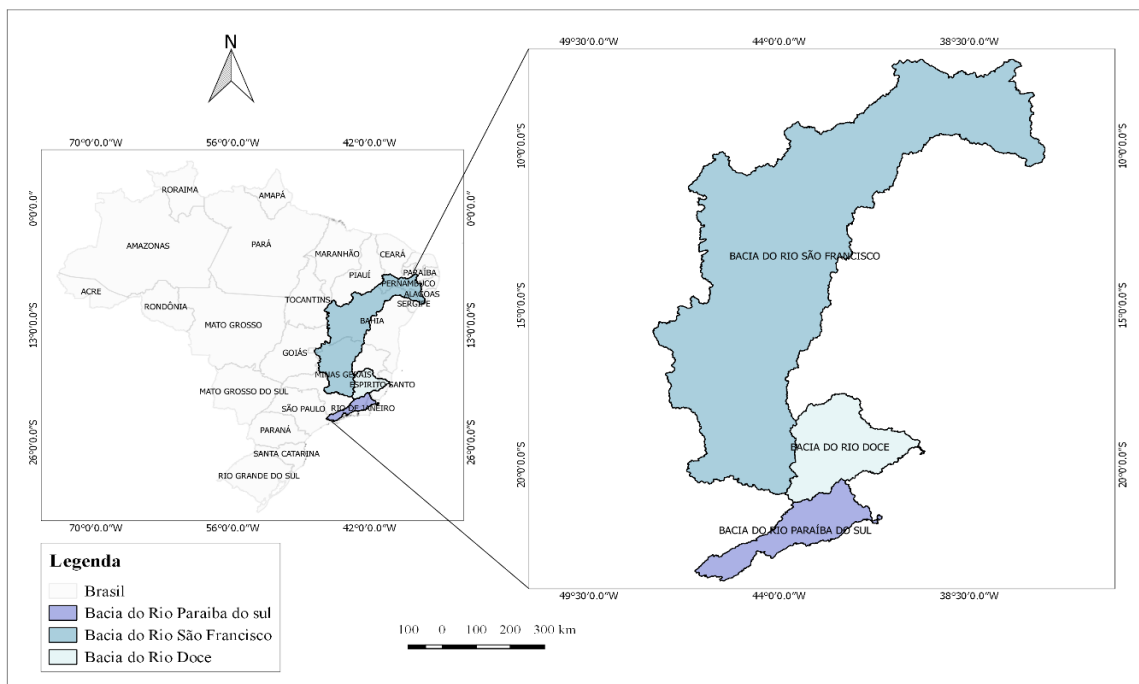 N
70°0'0.0"W
56°0'0.0"W
42°0'0.0"W
0°0'0.0"
13°0'0.0"S
26°0'0.0"S
0°0'0.0"
13°0'0.0"S
26°0'0.0"S
RORAIMA
AMAPÁ
AMAZONAS
PARÁ
MARANHÃO
CEARÁ
PARAÍBA
PIAUÍ
PERNAMBUCO
ALAGOAS
SERGIPE
ACRE
RONDÔNIA
TOCANTINS
BAHIA
MATO GROSSO
GOIÁS
MINAS GERAIS
ESPIRITO SANTO
MATO GROSSO DO SUL
SÃO PAULO
RIO DE JANEIRO
PARANÁ
SANTA CATARINA
RIO GRANDE DO SUL
70°0'0.0"W
56°0'0.0"W
42°0'0.0"W
49°30'0.0"W
44°0'0.0"W
38°30'0.0"W
10°0'0.0"S
15°0'0.0"S
20°0'0.0"S
10°0'0.0"S
15°0'0.0"S
20°0'0.0"S
BACIA DO RIO SÃO FRANCISCO
BACIA DO RIO DOCE
BACIA DO RIO PARAÍBA DO SUL
49°30'0.0"W
44°0'0.0"W
38°30'0.0"W
Legenda
Brasil
Bacia do Rio Paraiba do sul
Bacia do Rio São Francisco
Bacia do Rio Doce
100 0 100 200 300 km